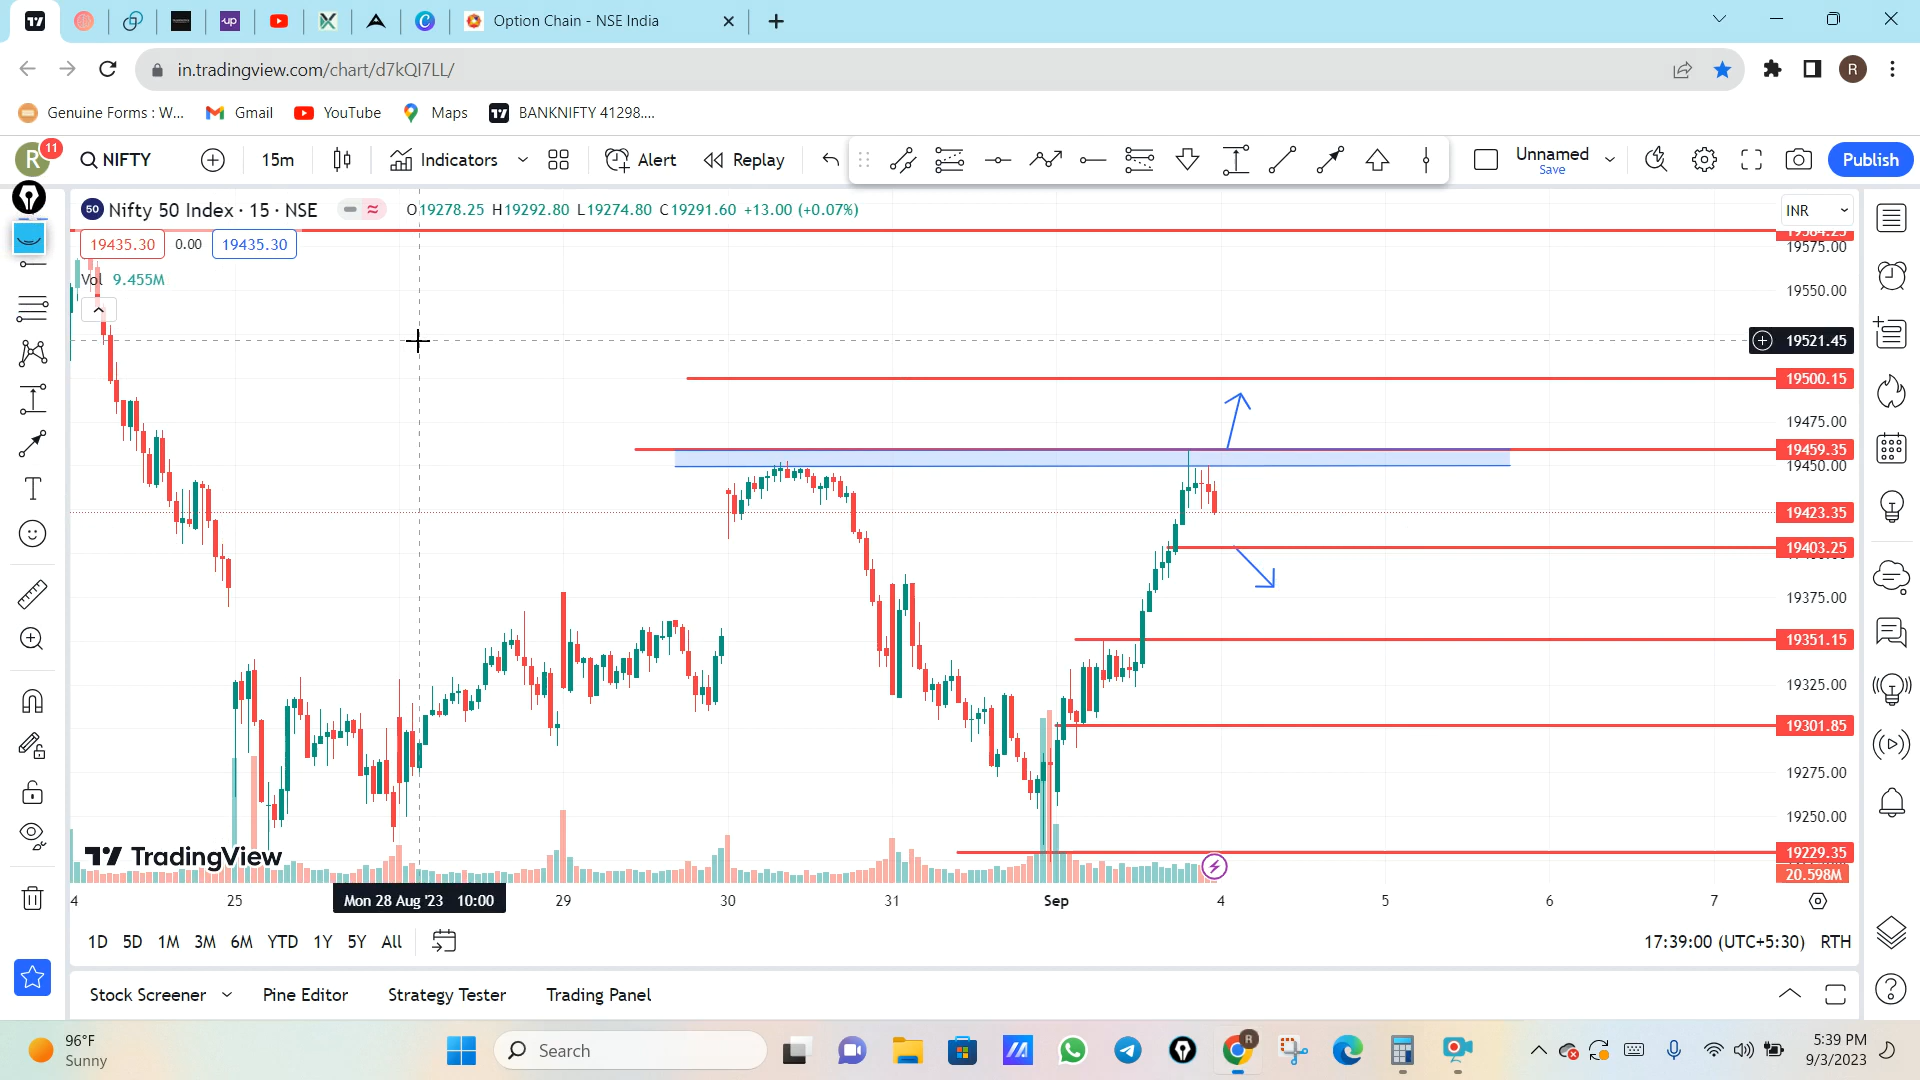 Option Chain - NSE India
in.tradingview.com/chart/d7kQI7LL/
R
Genuine Forms : W...
Gmail
YouTube
Maps
BANKNIFTY 41298....
R 11
NIFTY
15m
Indicators
Alert
Replay
Unnamed
Save
Publish
50 Nifty 50 Index · 15 · NSE
O19278.25 H19292.80 L19274.80 C19291.60 +13.00 (+0.07%)
INR
19435.30 0.00 19435.30
Vol 9.455M
19584.25
19575.00
19550.00
19521.45
19500.15
19475.00
19459.35
19450.00
19423.35
19403.25
19375.00
19351.15
19325.00
19301.85
19275.00
19250.00
19229.35
20.598M
TradingView
4 25 Mon 28 Aug '23 10:00 29 30 31 Sep 4 5 6 7
1D 5D 1M 3M 6M YTD 1Y 5Y All
17:39:00 (UTC+5:30) RTH
Stock Screener
Pine Editor
Strategy Tester
Trading Panel
96°F
Sunny
Search
5:39 PM
9/3/2023